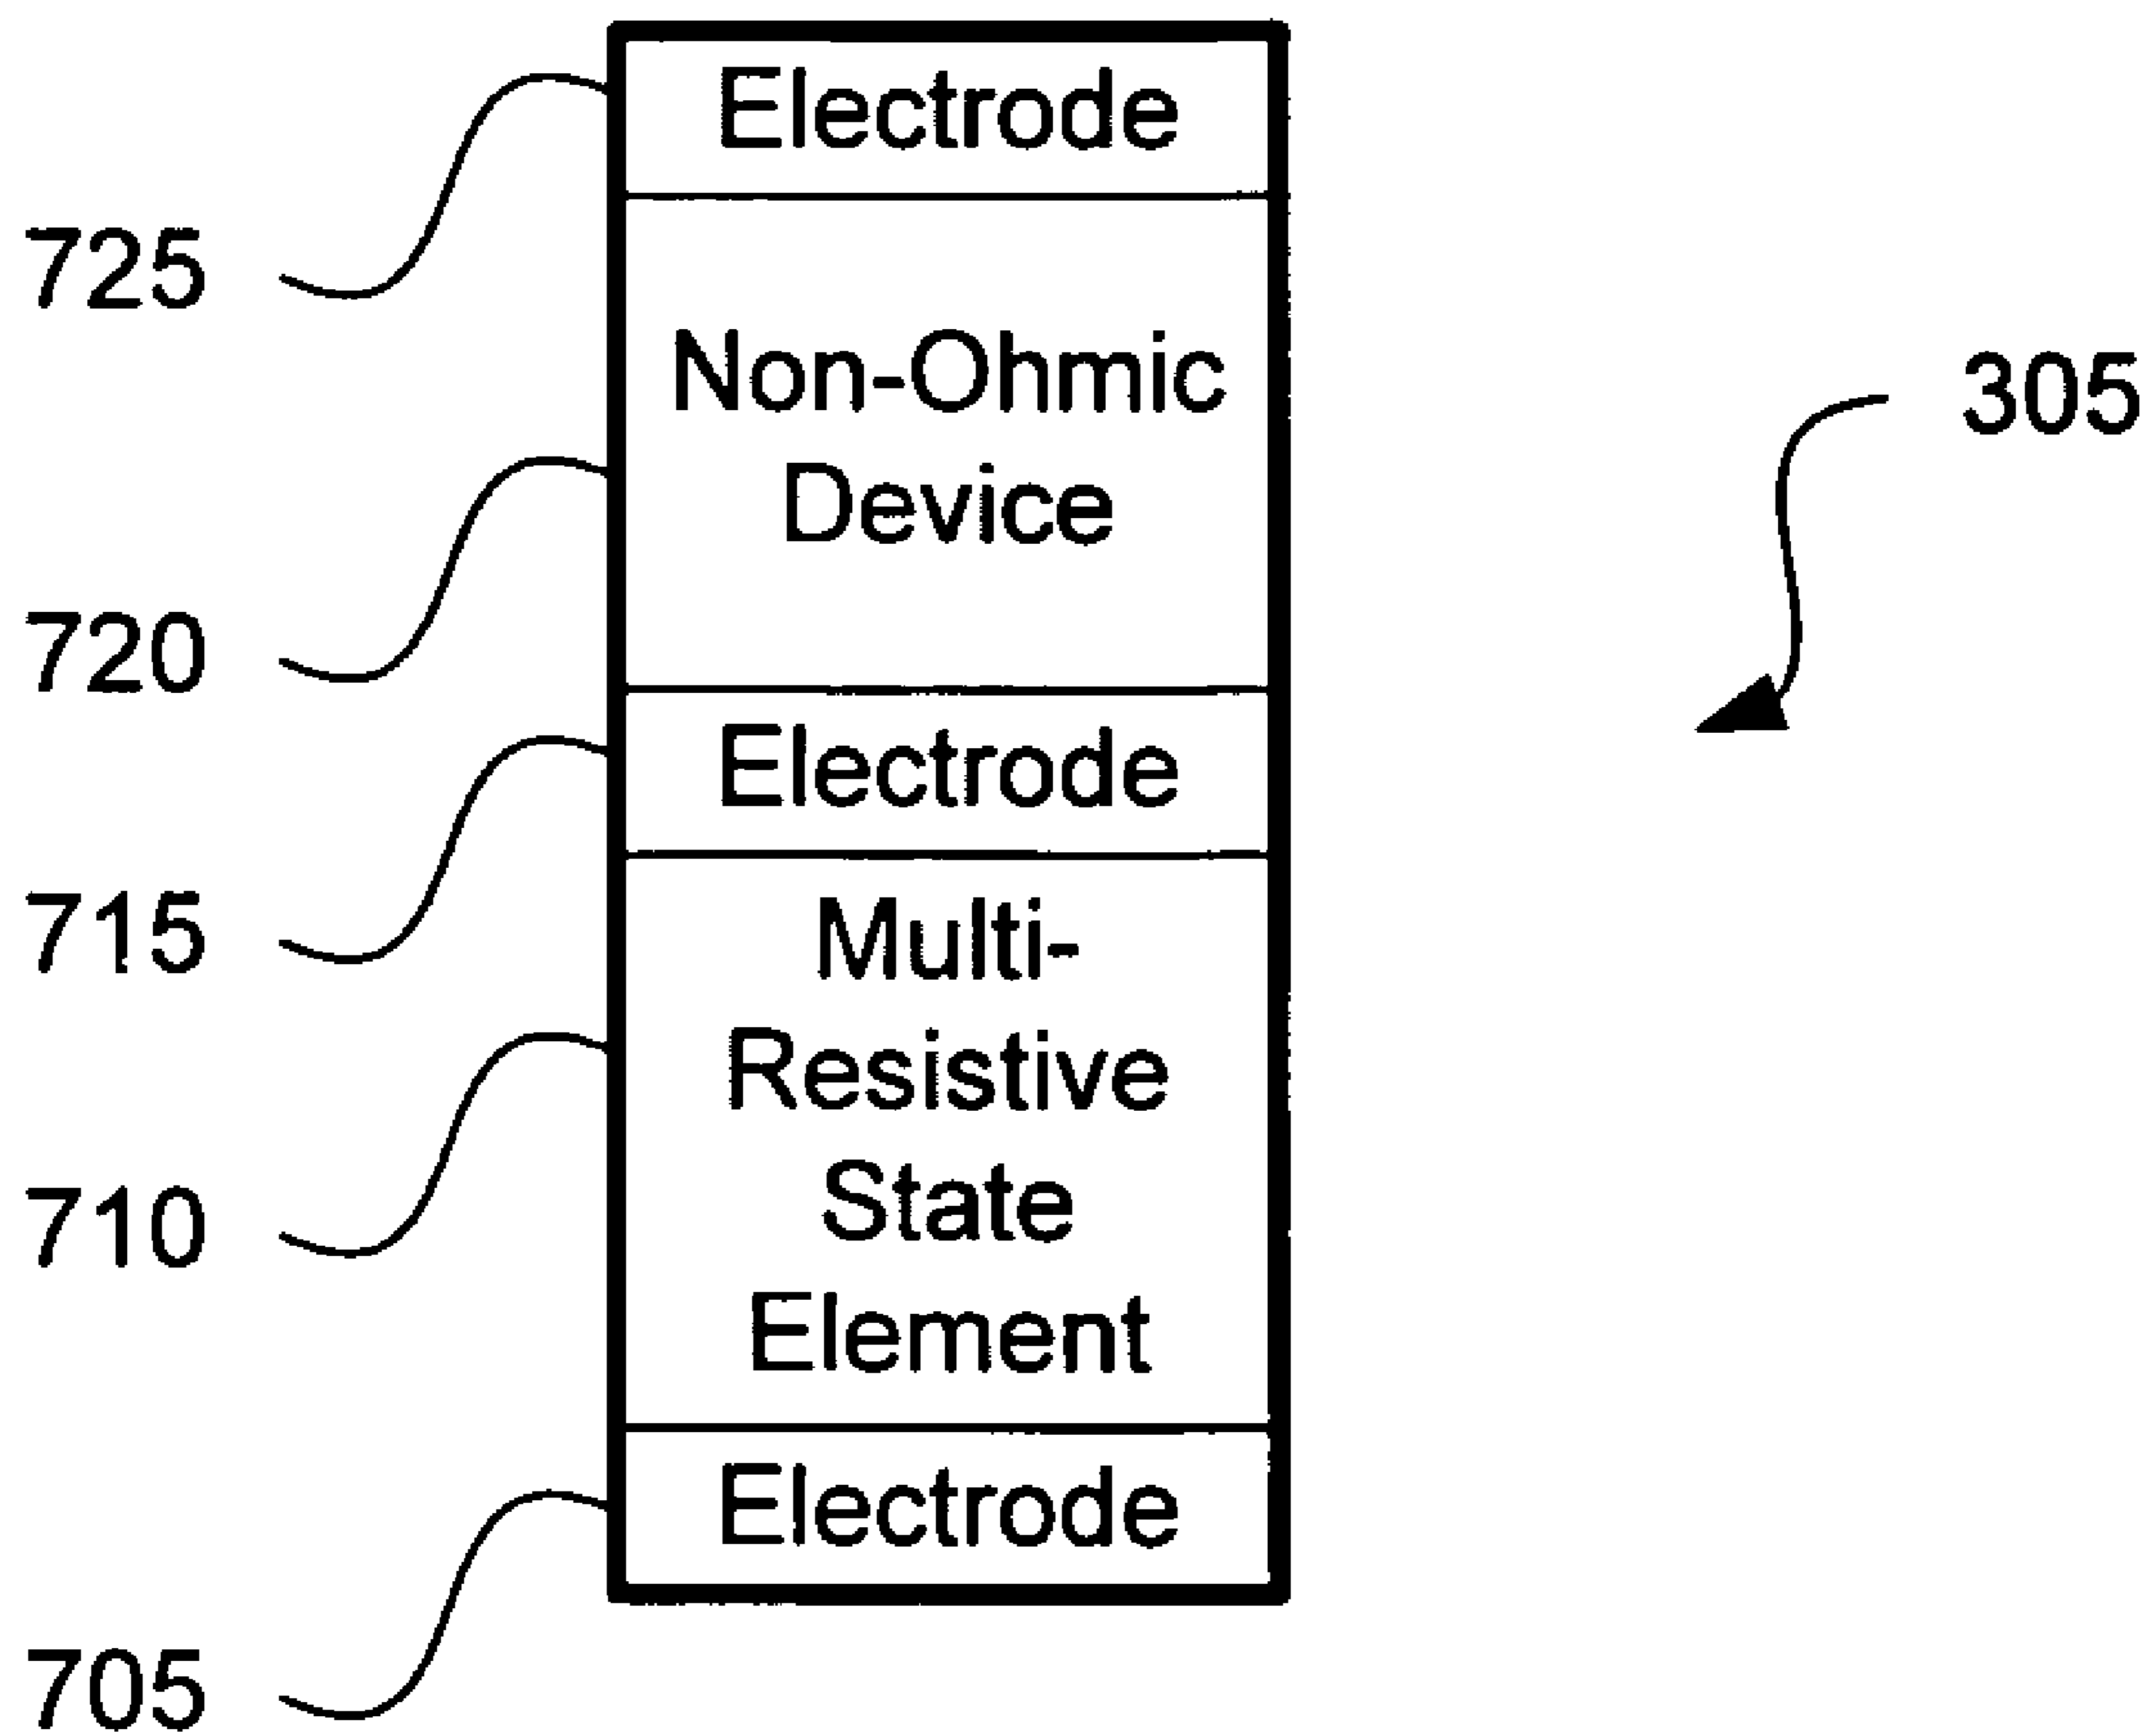 Electrode
725
Non-Ohmic
305
Device
720
Electrode
715
Multi-
Resistive
710
State
Element
Electrode
705